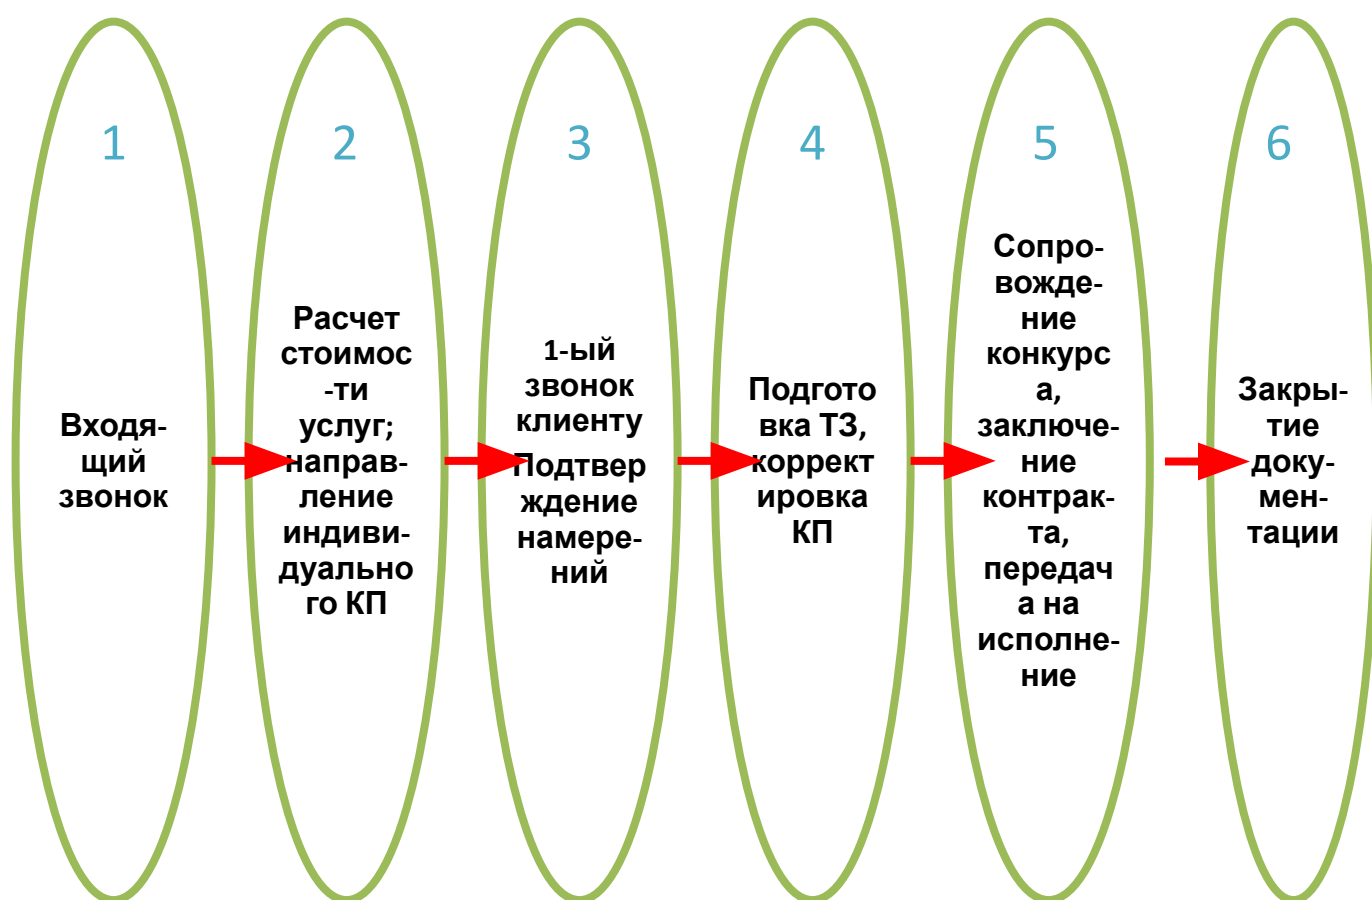 1
Входя-
щий
звонок
2
Расчет
стоимос
-ти
услуг;
направ-
ление
индиви-
дуально
го КП
3
1-ый
звонок
клиенту
Подтвер
ждение
намере-
ний
4
Подгото
вка ТЗ,
коррект
ировка
КП
5
Сопро-
вожде-
ние
конкурс
а,
заключе-
ние
контрак-
та,
передач
а на
исполне-
ние
6
Закры-
тие
доку-
мен-
тации